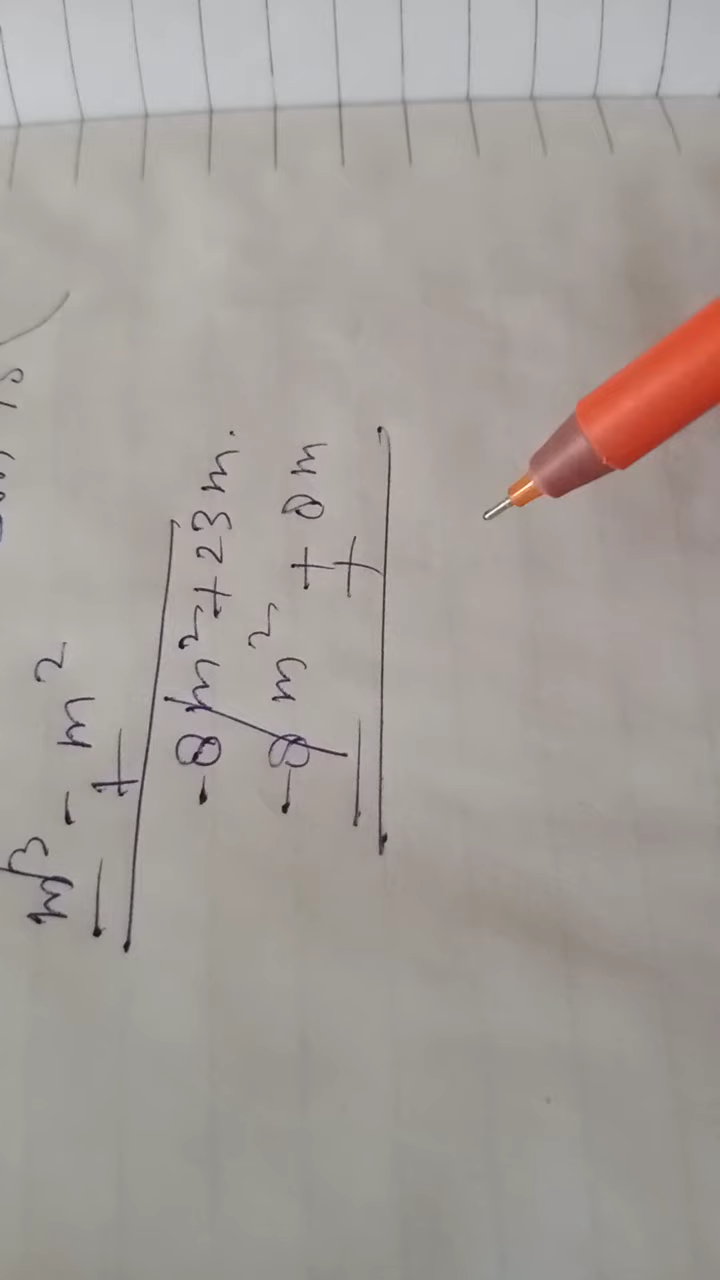 m³ - m²
— +
-8m² + 23m.
-8m² + 8m
— +